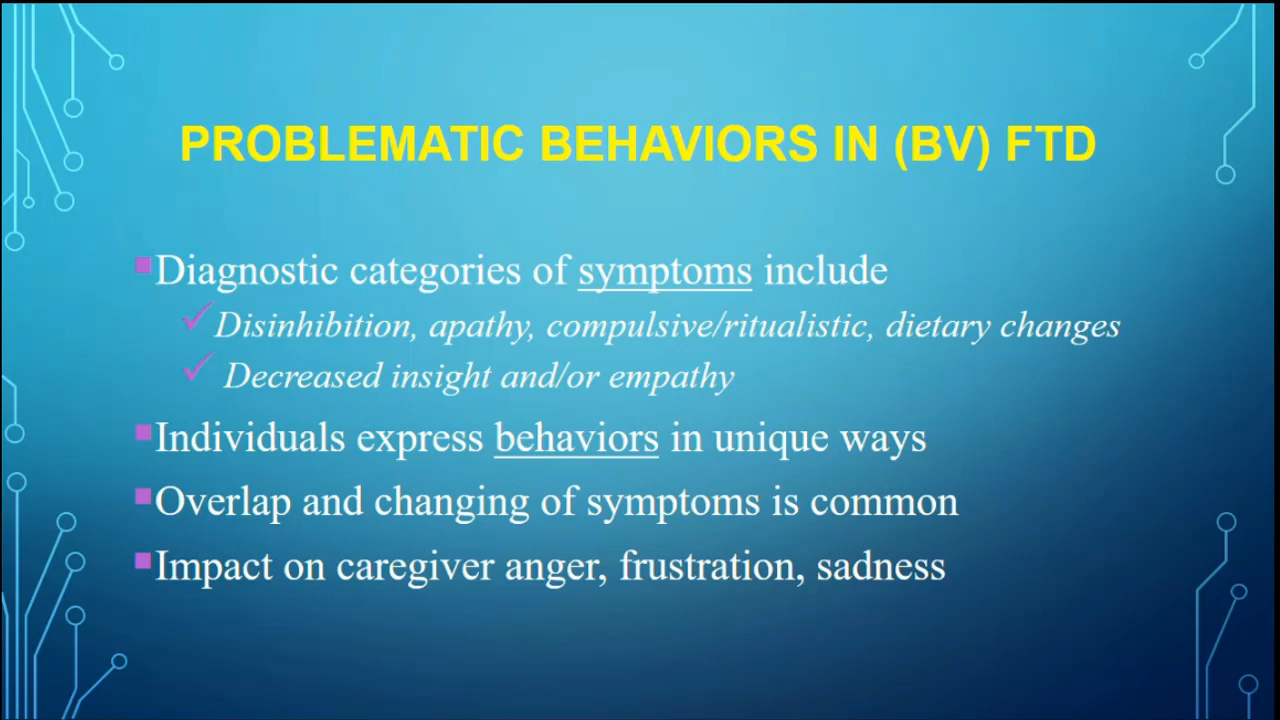 PROBLEMATIC BEHAVIORS IN (BV) FTD
Diagnostic categories of symptoms include
Disinhibition, apathy, compulsive/ritualistic, dietary changes
Decreased insight and/or empathy
Individuals express behaviors in unique ways
Overlap and changing of symptoms is common
Impact on caregiver anger, frustration, sadness